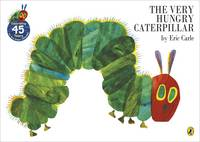 THE VERY
HUNGRY
CATERPILLAR
by Eric Carle
45